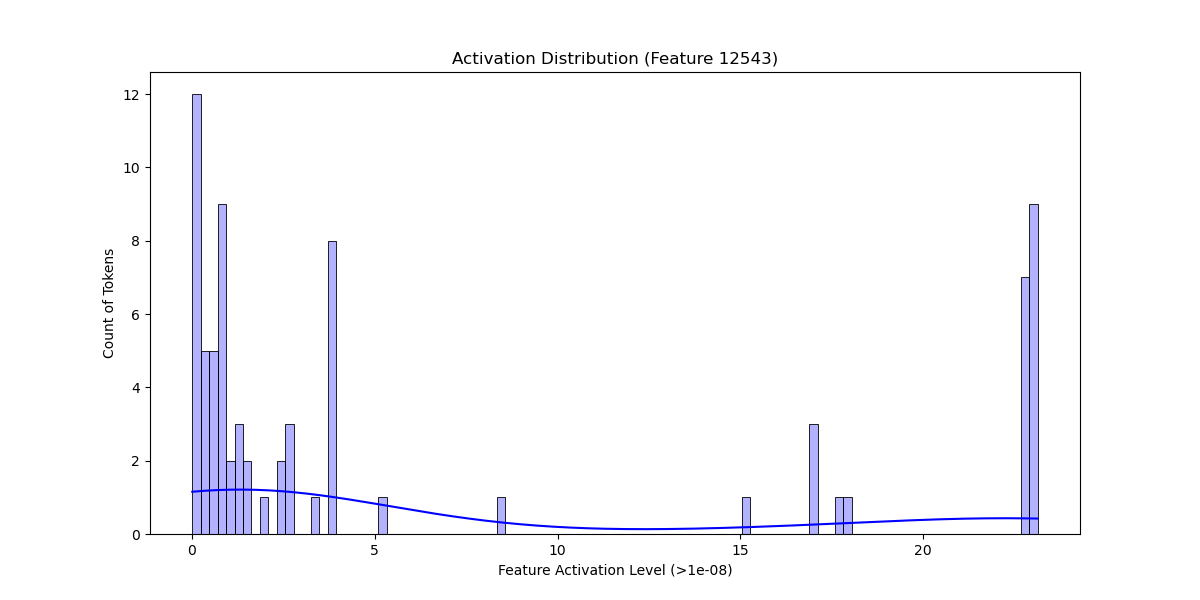 Activation Distribution (Feature 12543)
12
10
8
6
4
2
0
Count of Tokens
0 5 10 15 20
Feature Activation Level (>1e-08)